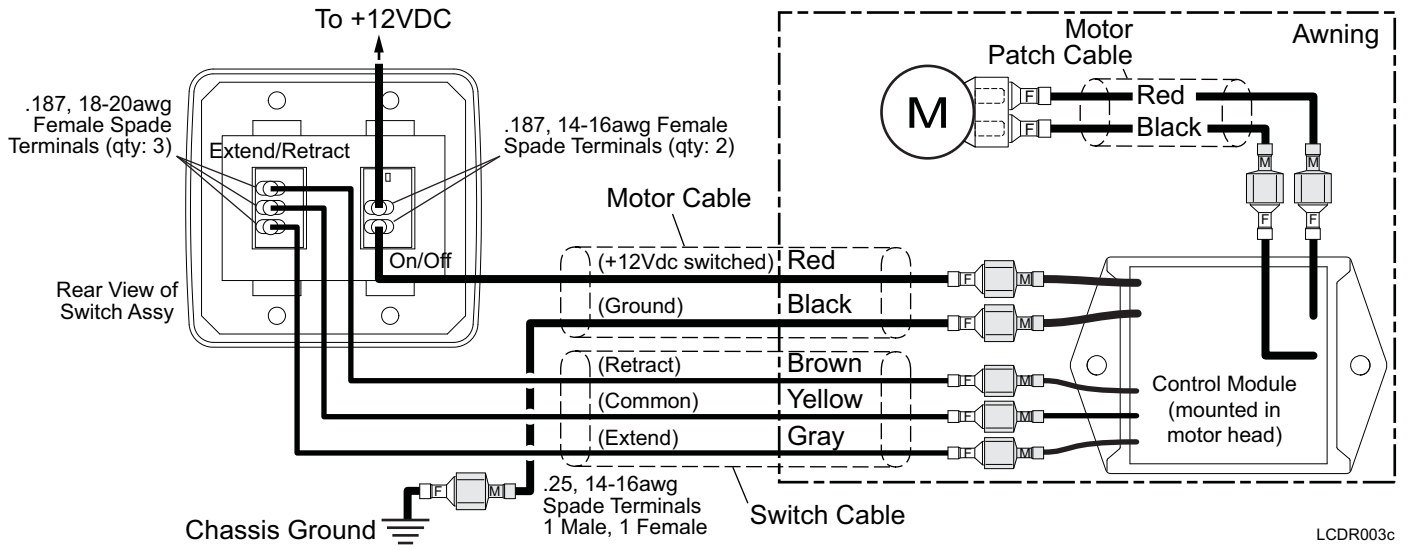 To +12VDC
Motor
Patch Cable
Awning
.187, 18-20awg
Female Spade
Terminals (qty: 3)
.187, 14-16awg Female
Spade Terminals (qty: 2)
Extend/Retract
M
F
Red
F
Black
M
M
F
F
Motor Cable
On/Off
(+12Vdc switched)
Red
F
M
Rear View of
Switch Assy
(Ground)
Black
F
M
(Retract)
Brown
F
M
(Common)
Yellow
F
M
(Extend)
Gray
F
M
Control Module
(mounted in
motor head)
F
M
.25, 14-16awg
Spade Terminals
1 Male, 1 Female
Switch Cable
Chassis Ground
LCDR003c